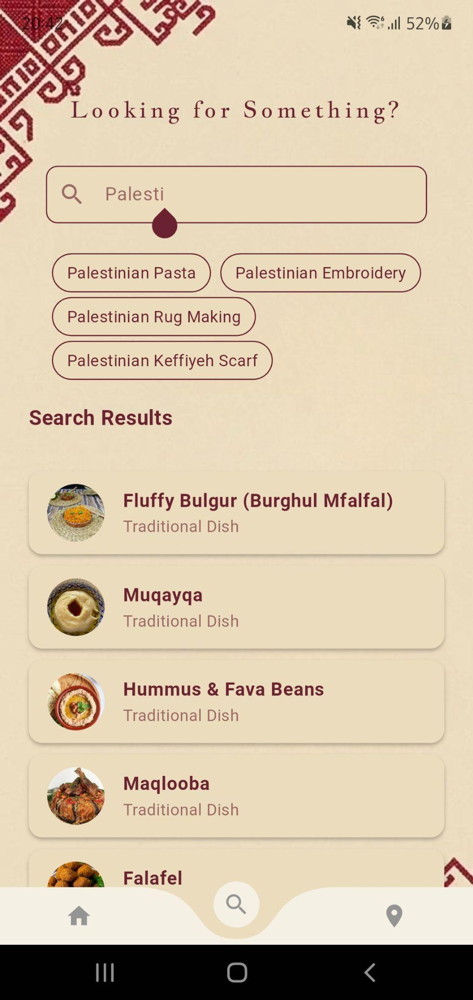 20:42 52%
Looking for Something?
Palesti
Palestinian Pasta Palestinian Embroidery
Palestinian Rug Making
Palestinian Keffiyeh Scarf
Search Results
Fluffy Bulgur (Burghul Mfalfal)
Traditional Dish
Muqayqa
Traditional Dish
Hummus & Fava Beans
Traditional Dish
Maqlooba
Traditional Dish
Falafel